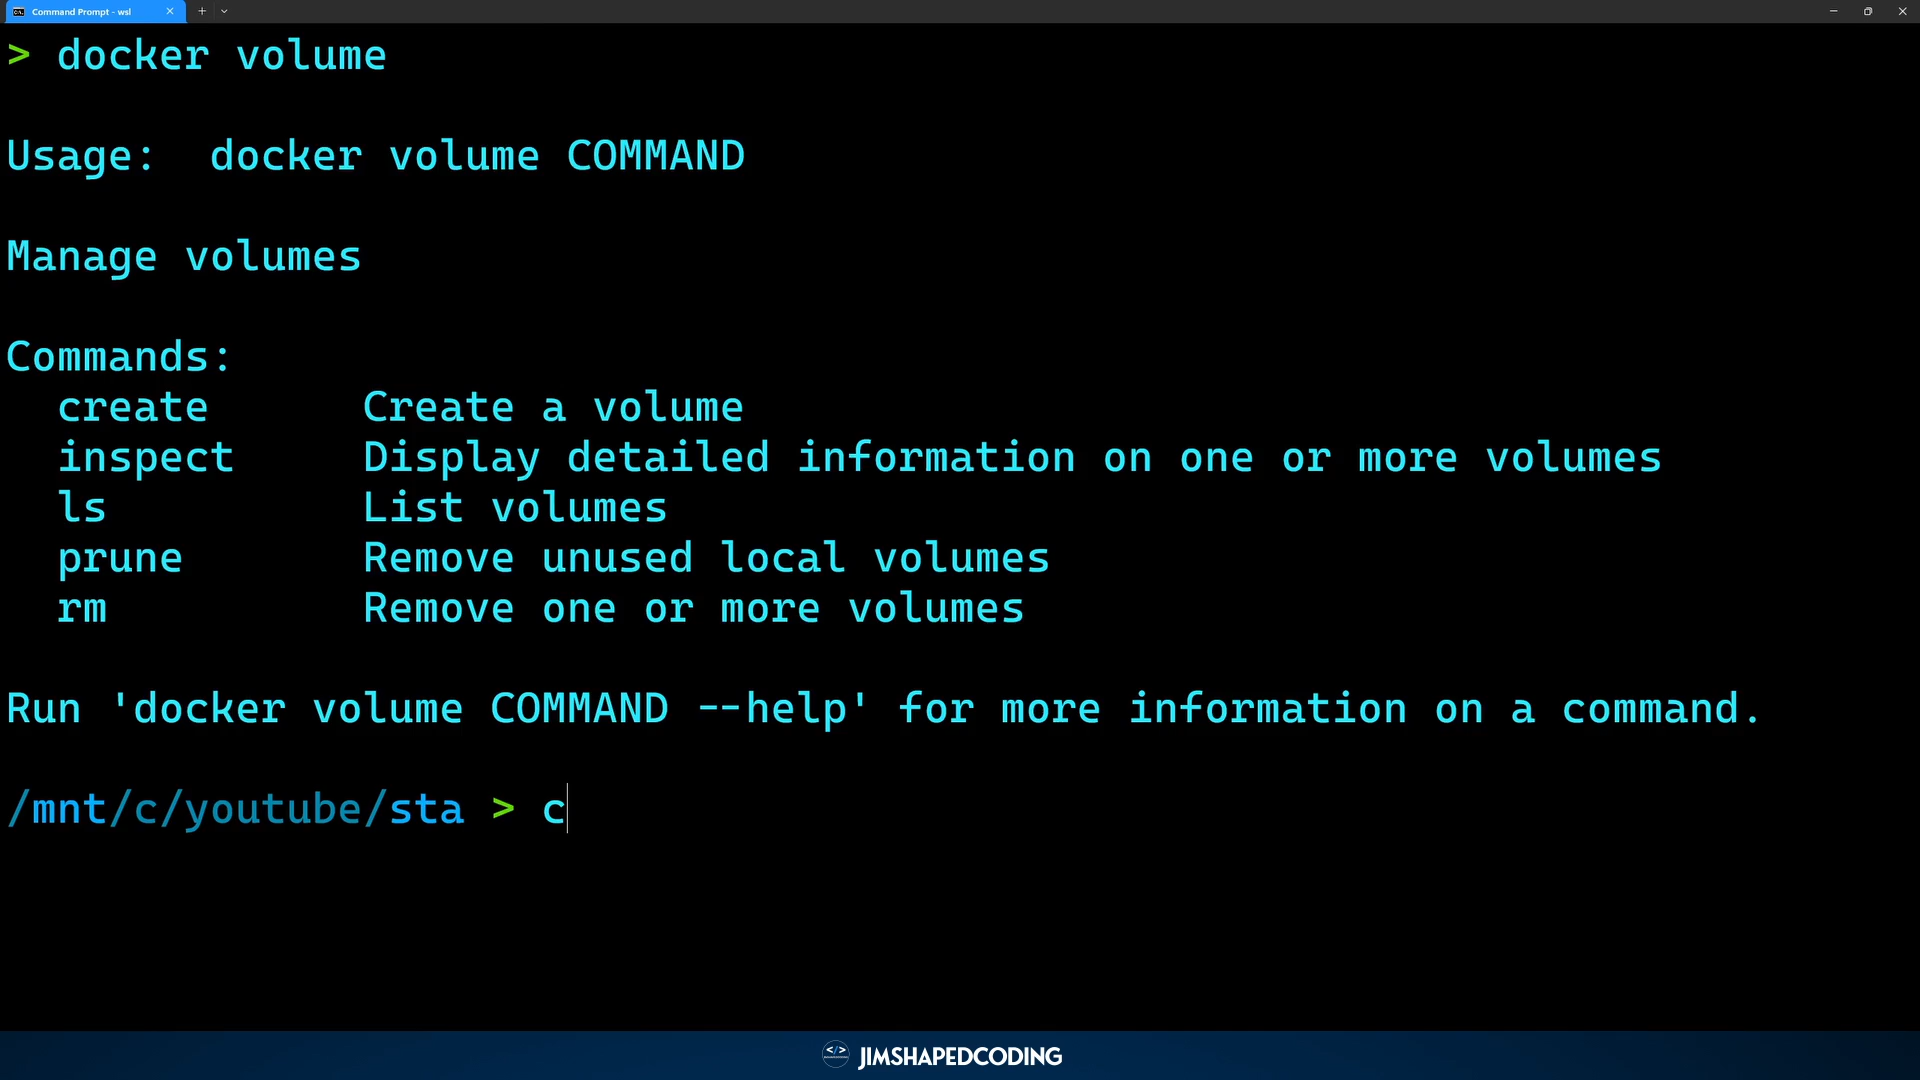 Command Prompt - wsl
> docker volume
Usage:  docker volume COMMAND
Manage volumes
Commands:
  create      Create a volume
  inspect     Display detailed information on one or more volumes
  ls          List volumes
  prune       Remove unused local volumes
  rm          Remove one or more volumes
Run 'docker volume COMMAND --help' for more information on a command.
/mnt/c/youtube/sta > c
</> JIMSHAPEDCODING